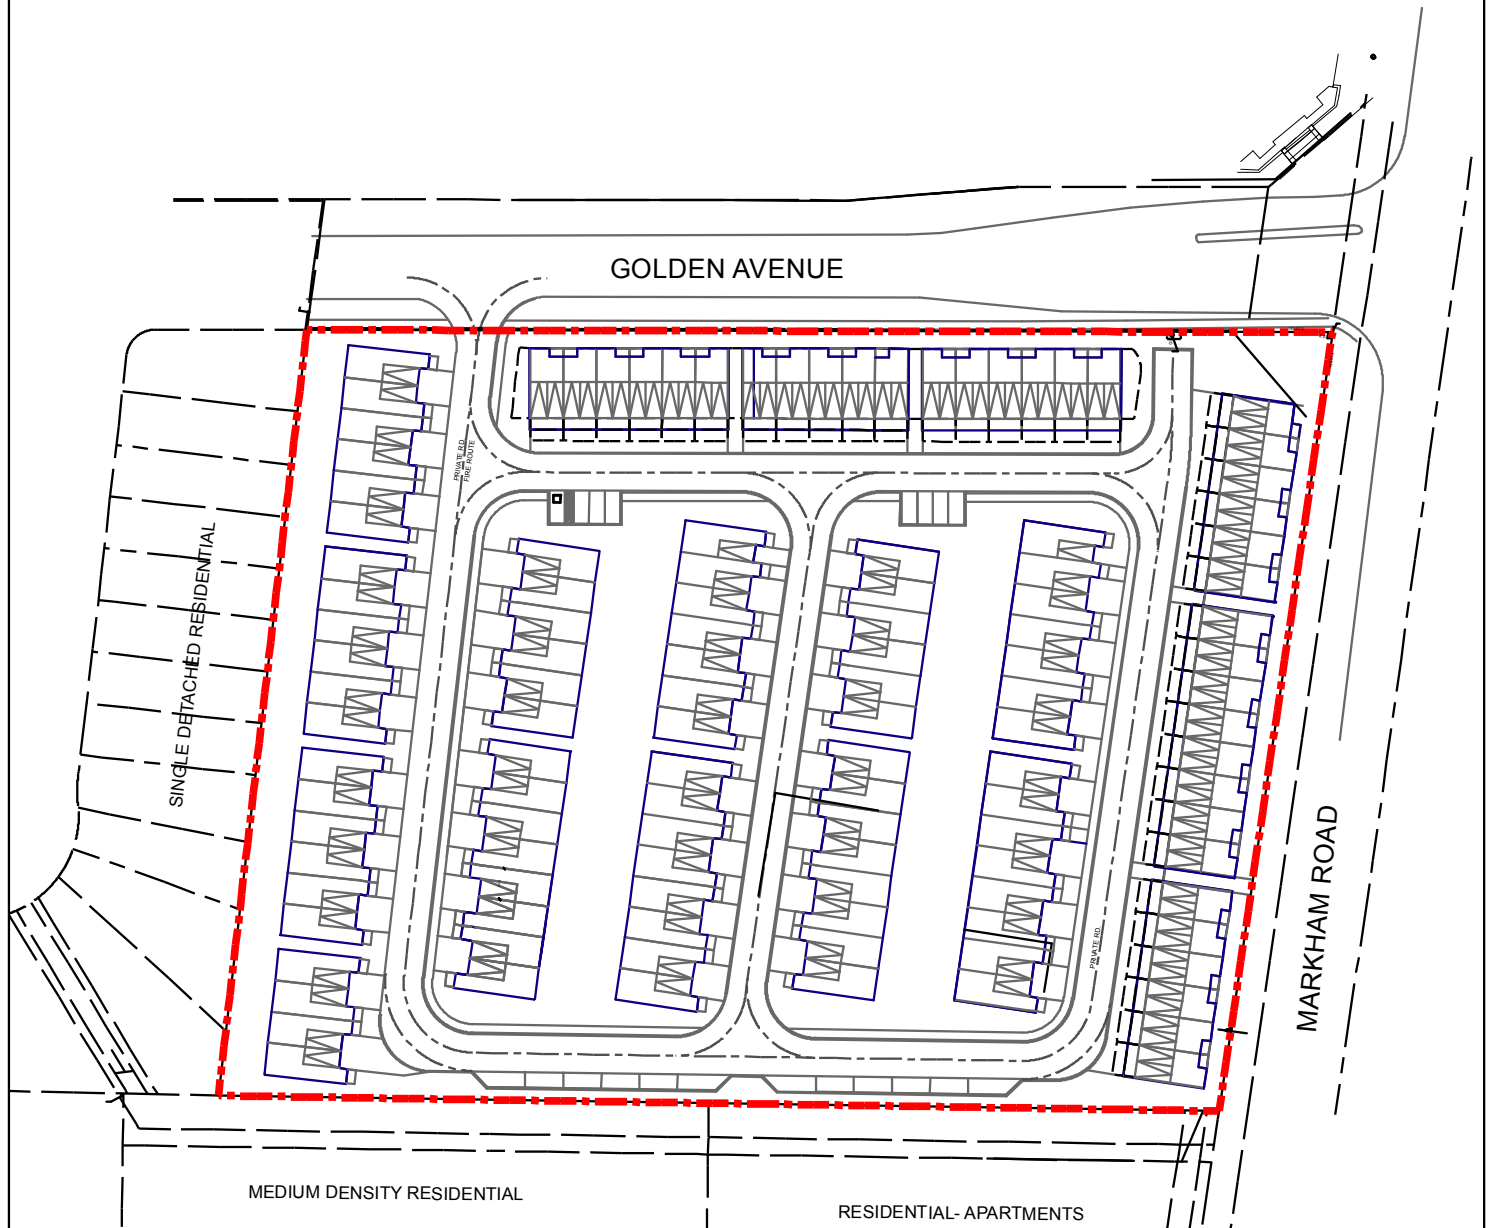 GOLDEN AVENUE
PRIVATE RD.
FIRE ROUTE
SINGLE DETACHED RESIDENTIAL
MARKHAM ROAD
PRIVATE RD.
MEDIUM DENSITY RESIDENTIAL
RESIDENTIAL- APARTMENTS